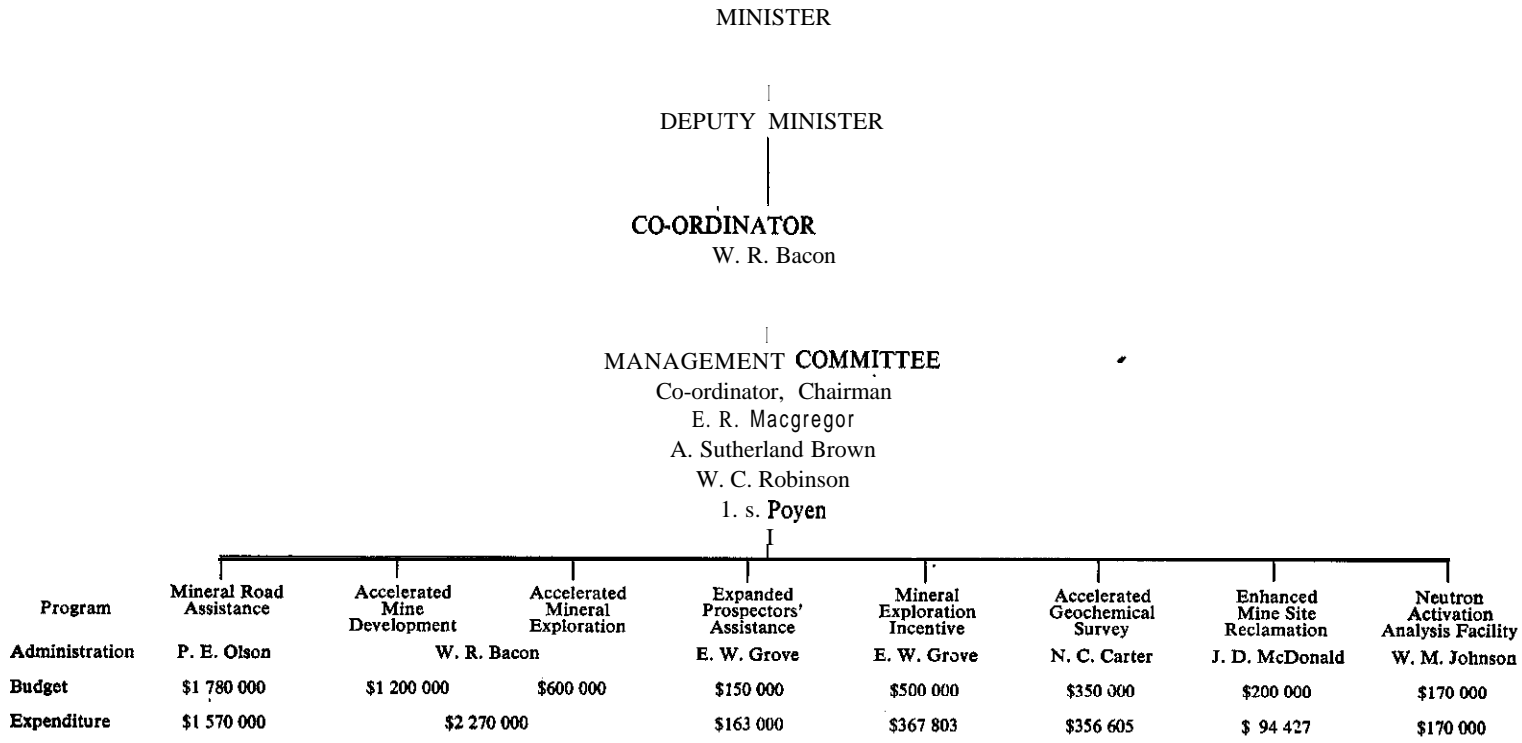 MINISTER
DEPUTY MINISTER
CO-ORDINATOR
W. R. Bacon
MANAGEMENT COMMITTEE
Co-ordinator, Chairman
E. R. Macgregor
A. Sutherland Brown
W. C. Robinson
1. s. Poyen
Program
Mineral Road
Assistance
Accelerated
Mine
Development
Accelerated
Mineral
Exploration
Expanded
Prospectors'
Assistance
Mineral
Exploration
Incentive
Accelerated
Geochemical
Survey
Enhanced
Mine Site
Reclamation
Neutron
Activation
Analysis Facility
Administration P. E. Olson W. R. Bacon E. W. Grove E. W. Grove N. C. Carter J. D. McDonald W. M. Johnson
Budget $1 780 000 $1 200 000 $600 000 $150 000 $500 000 $350 000 $200 000 $170 000
Expenditure $1 570 000 $2 270 000 $163 000 $367 803 $356 605 $ 94 427 $170 000